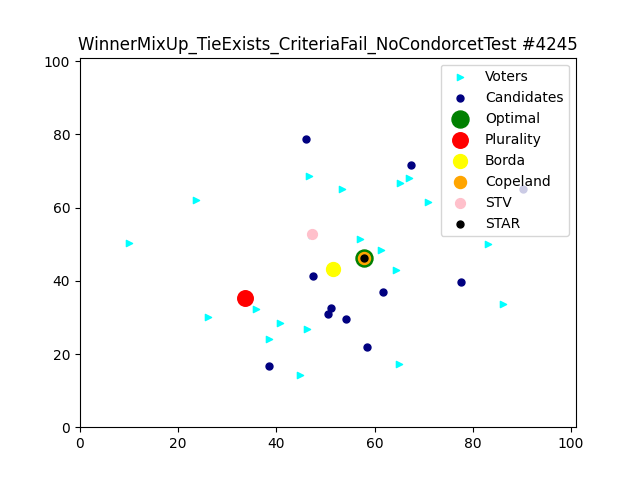 WinnerMixUp_TieExists_CriteriaFail_NoCondorcetTest #4245
100
80
60
40
20
0
0 20 40 60 80 100
Voters
Candidates
Optimal
Plurality
Borda
Copeland
STV
STAR